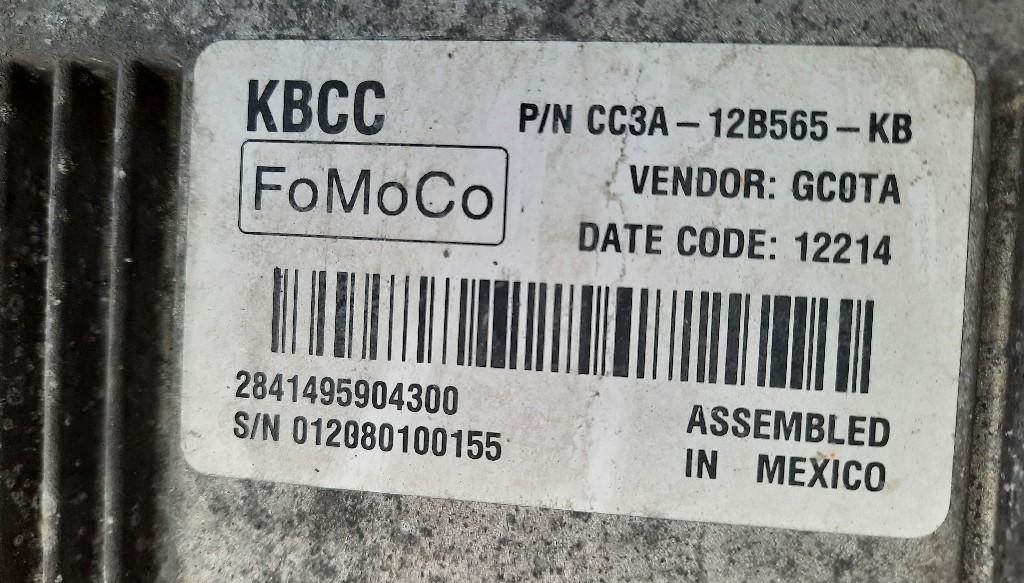 KBCC
P/N CC3A-12B565-KB
FoMoCo
VENDOR: GC0TA
DATE CODE: 12214
2841495904300
S/N 012080100155
ASSEMBLED
IN MEXICO